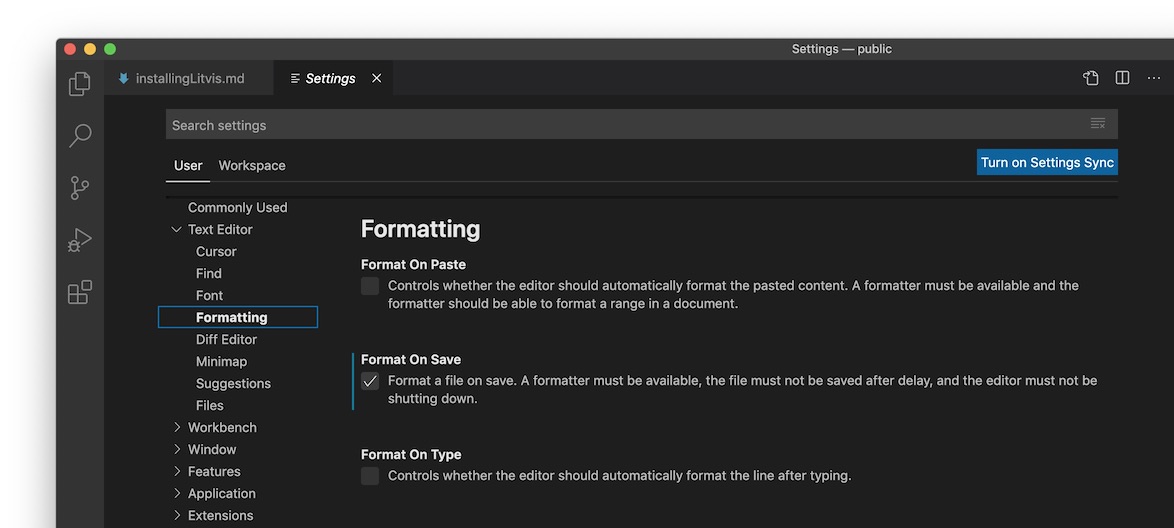 Settings — public
installingLitvis.md
Settings
Search settings
User Workspace
Turn on Settings Sync
Commonly Used
Text Editor
Cursor
Find
Font
Formatting
Diff Editor
Minimap
Suggestions
Files
Workbench
Window
Features
Application
Extensions
Formatting
Format On Paste
Controls whether the editor should automatically format the pasted content. A formatter must be available and the
formatter should be able to format a range in a document.
Format On Save
Format a file on save. A formatter must be available, the file must not be saved after delay, and the editor must not be
shutting down.
Format On Type
Controls whether the editor should automatically format the line after typing.